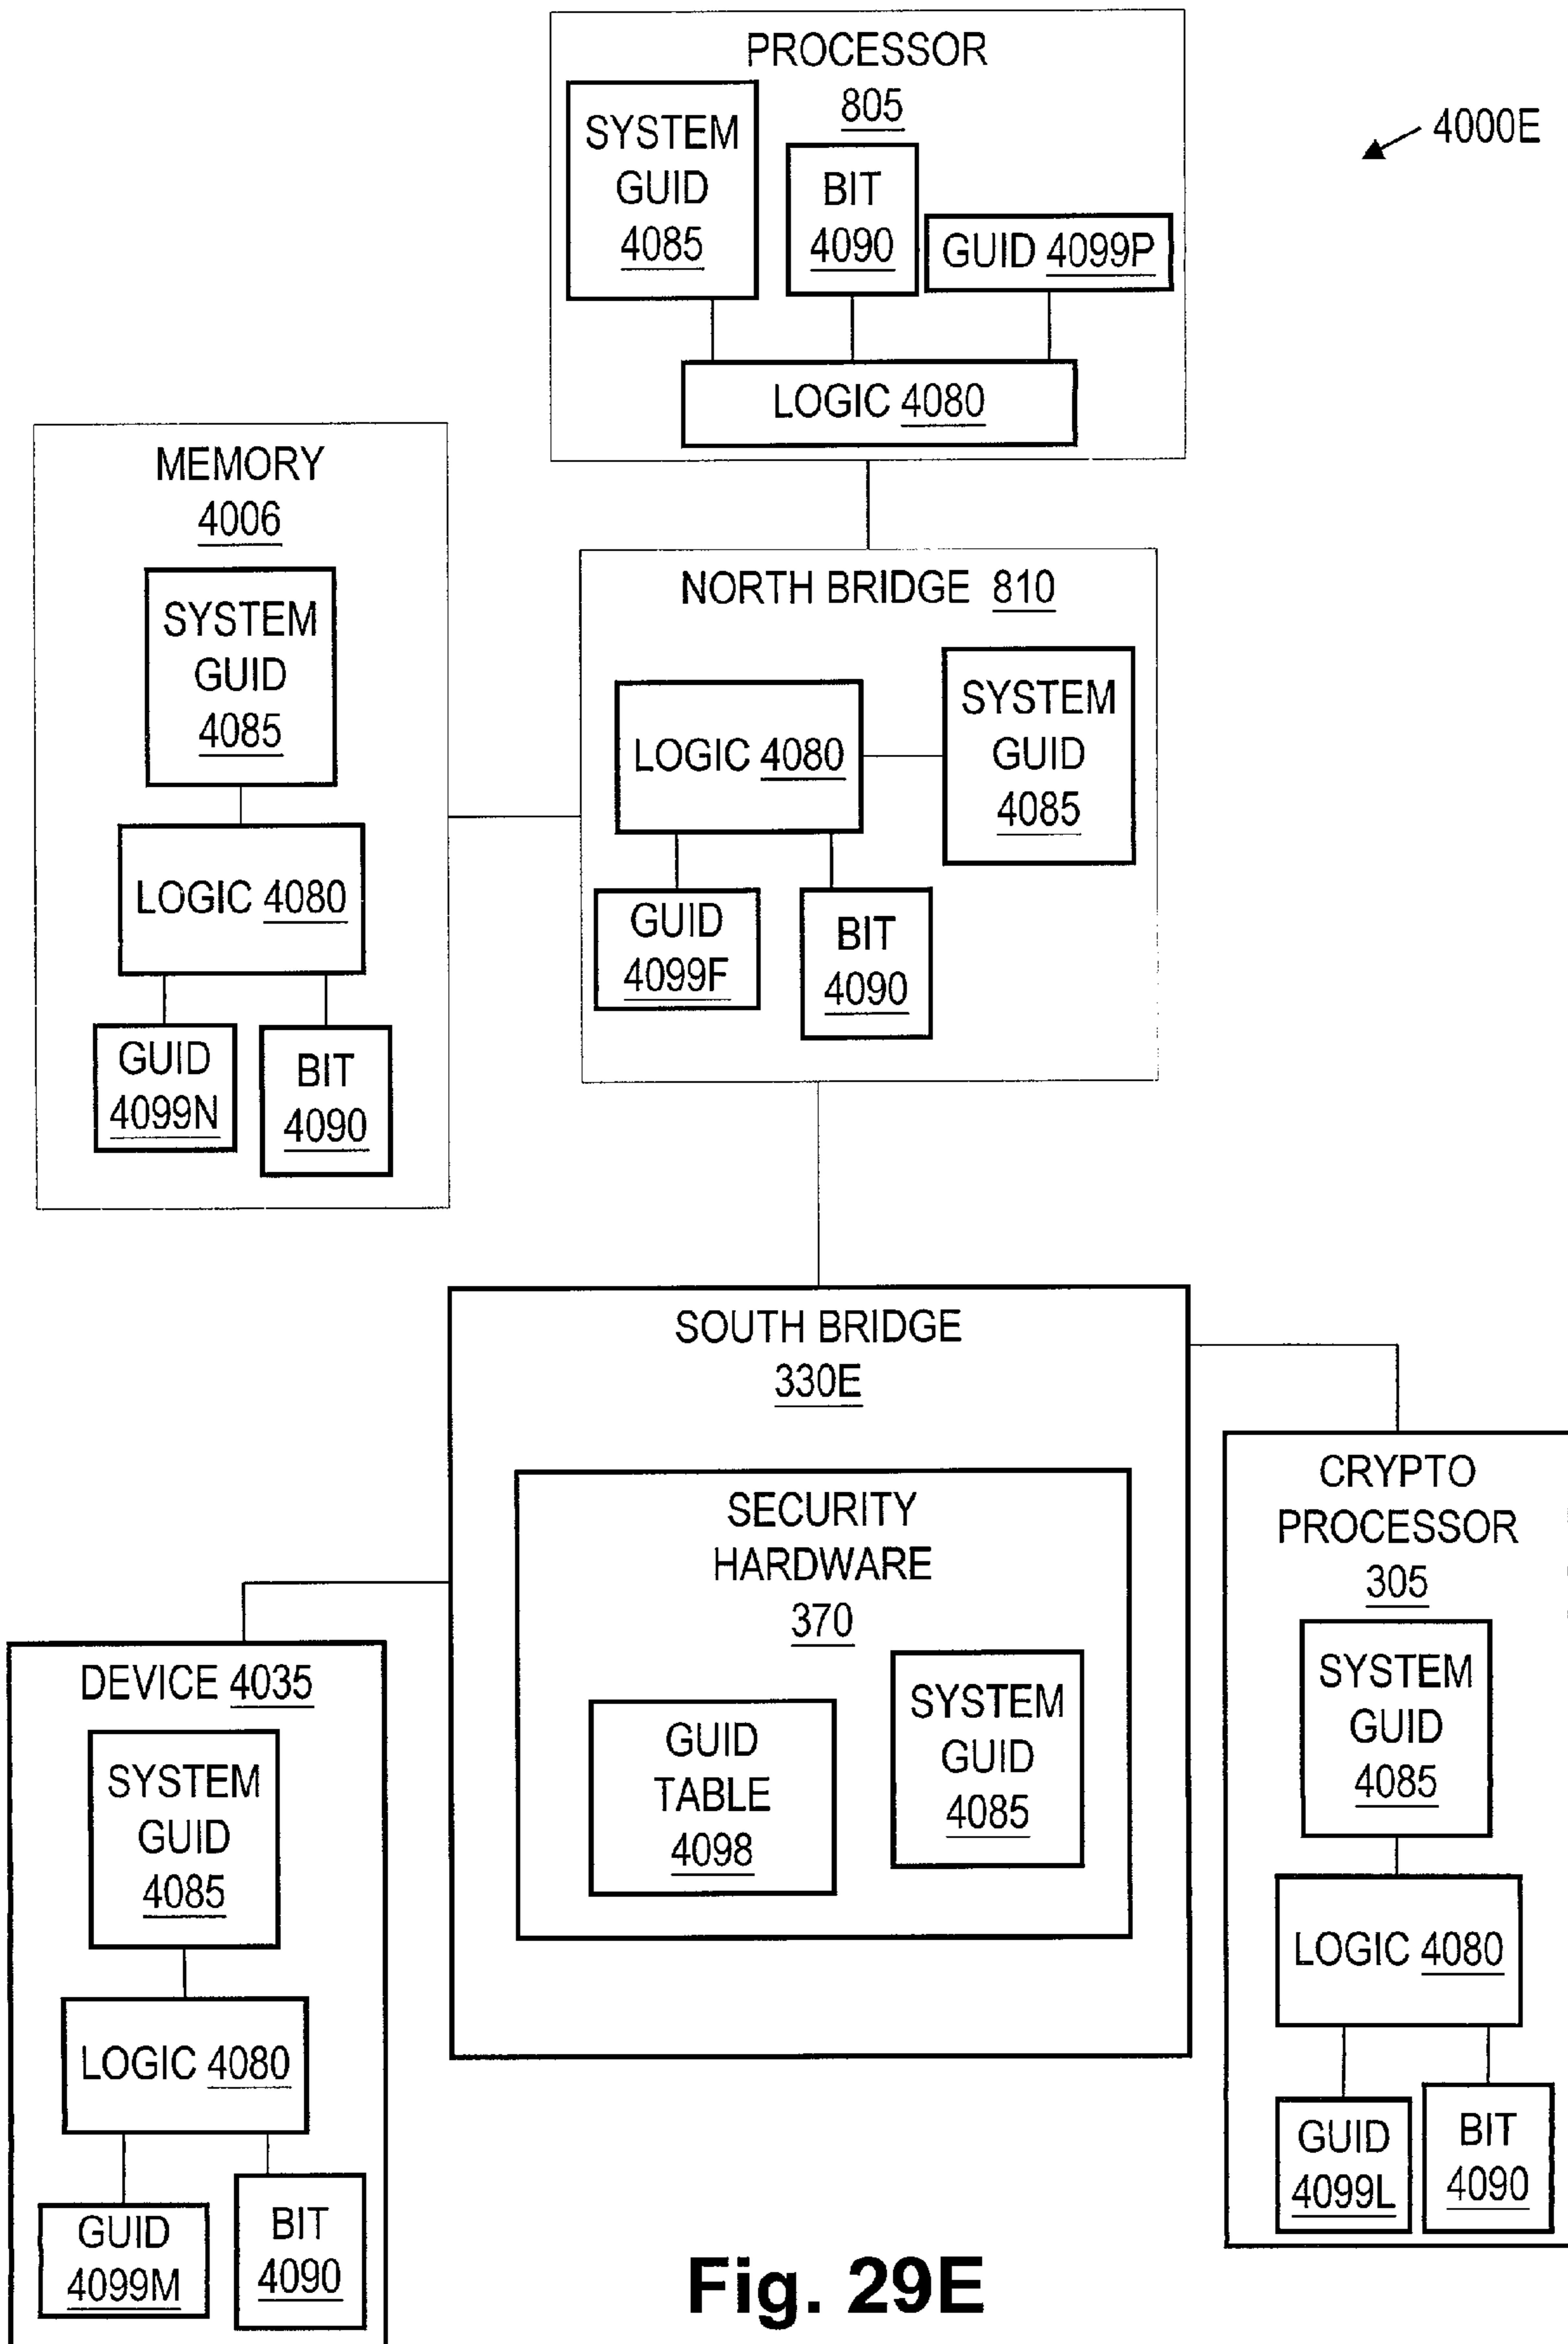 PROCESSOR
805
SYSTEM
GUID
4085
BIT
4090
GUID 4099P
LOGIC 4080
4000E
MEMORY
4006
SYSTEM
GUID
4085
LOGIC 4080
GUID
4099N
BIT
4090
NORTH BRIDGE 810
LOGIC 4080
SYSTEM
GUID
4085
GUID
4099F
BIT
4090
SOUTH BRIDGE
330E
SECURITY
HARDWARE
370
GUID
TABLE
4098
SYSTEM
GUID
4085
DEVICE 4035
SYSTEM
GUID
4085
LOGIC 4080
GUID
4099M
BIT
4090
CRYPTO
PROCESSOR
305
SYSTEM
GUID
4085
LOGIC 4080
GUID
4099L
BIT
4090
Fig. 29E